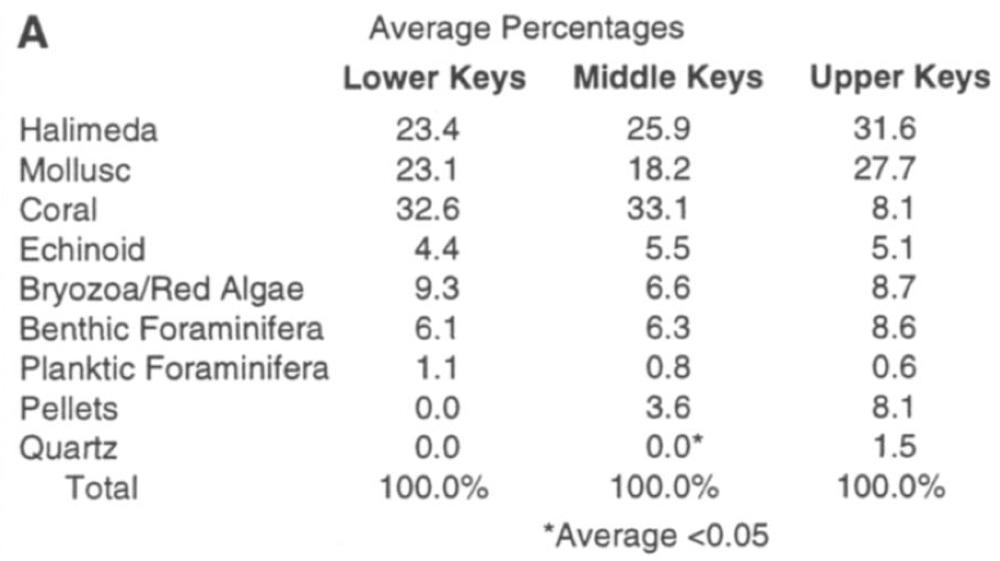 A Average Percentages
Lower Keys Middle Keys Upper Keys
Halimeda 23.4 25.9 31.6
Mollusc 23.1 18.2 27.7
Coral 32.6 33.1 8.1
Echinoid 4.4 5.5 5.1
Bryozoa/Red Algae 9.3 6.6 8.7
Benthic Foraminifera 6.1 6.3 8.6
Planktic Foraminifera 1.1 0.8 0.6
Pellets 0.0 3.6 8.1
Quartz 0.0 0.0* 1.5
Total 100.0% 100.0% 100.0%
*Average <0.05